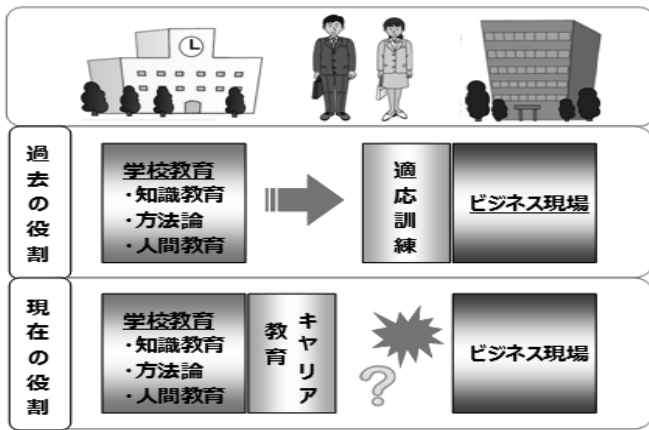 過去の役割
学校教育
・知識教育
・方法論
・人間教育
適応訓練
ビジネス現場
現在の役割
学校教育
・知識教育
・方法論
・人間教育
キャリア
教育
?
ビジネス現場